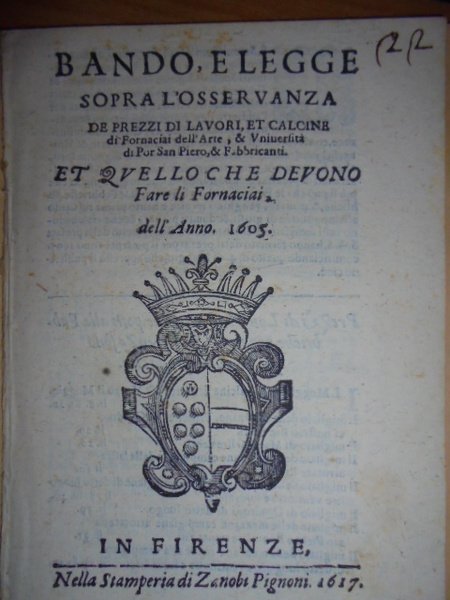 BANDO, E LEGGE
SOPRA L'OSSERVANZA
DE PREZZI DI LAVORI, ET CALCINE
di Fornaciai dell'Arte, & Vniuersità
di Por San Piero, & Fabbricanti.
ET QVELLO CHE DEVONO
Fare li Fornaciai
dell'Anno. 1605.
IN FIRENZE,
Nella Stamperia di Zanobi Pignoni. 1617.